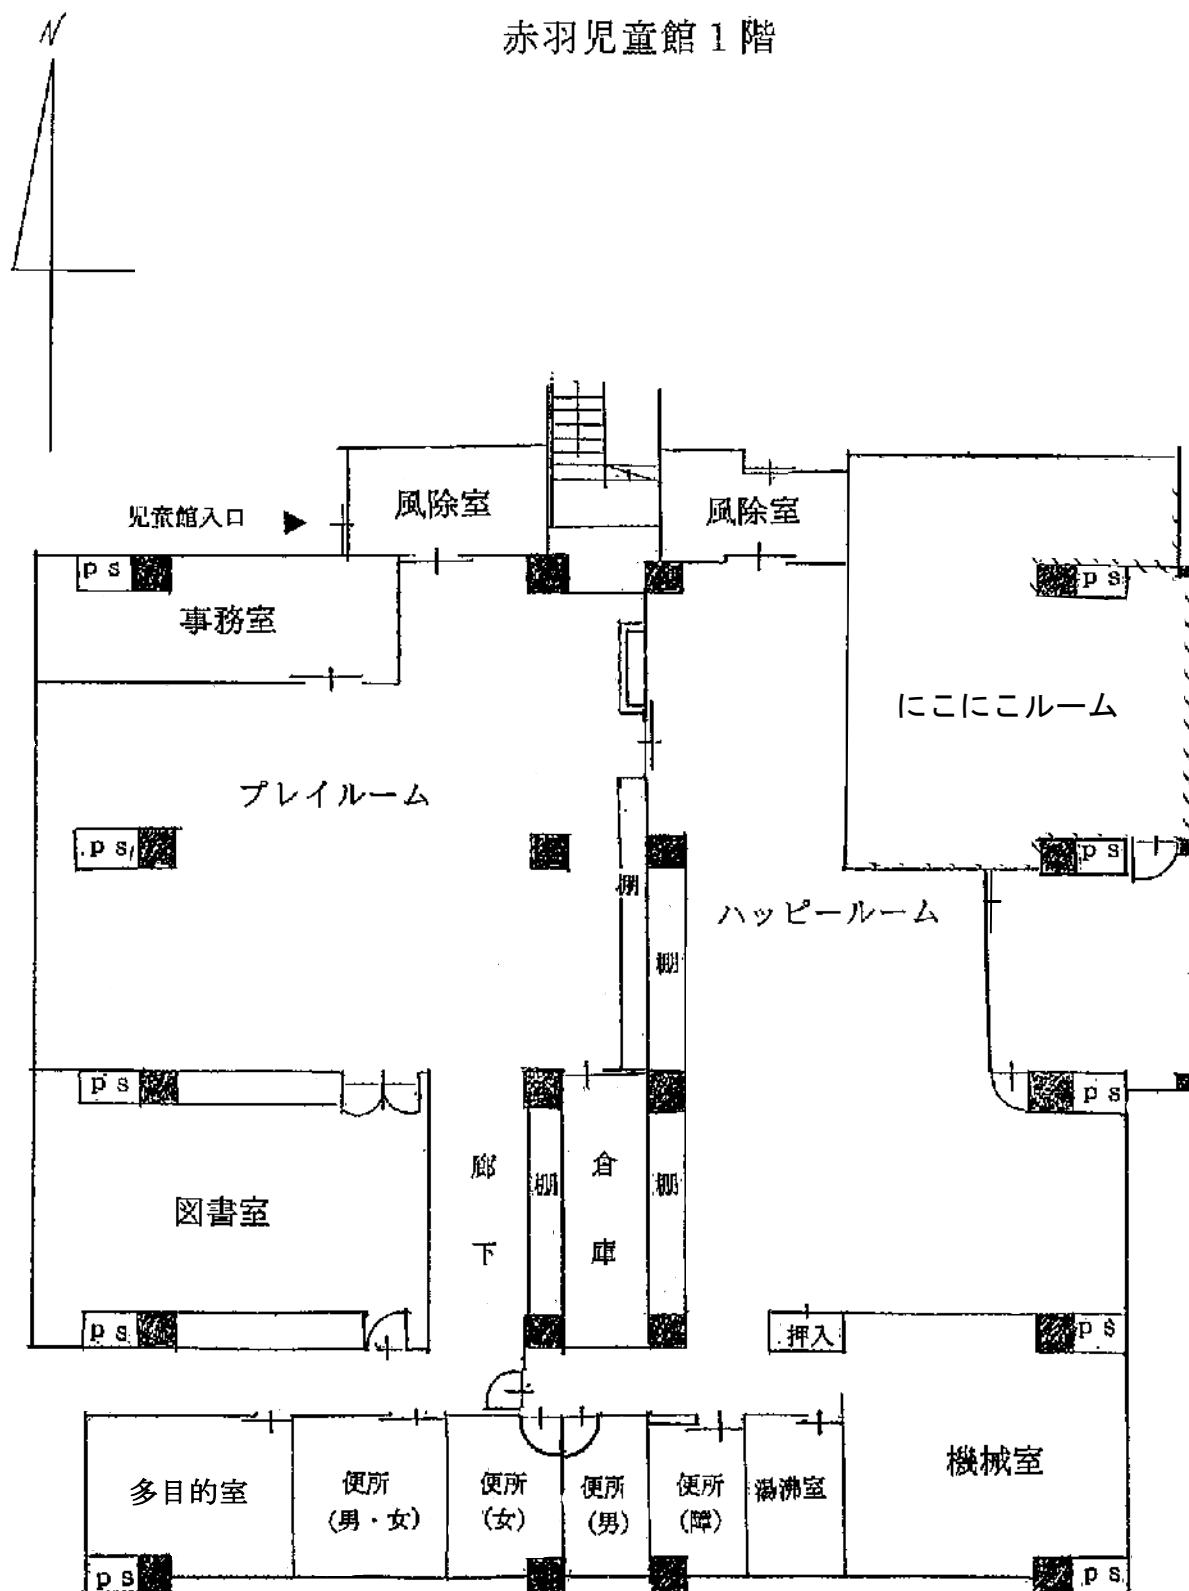 赤羽児童館1階
N
風除室
風除室
児童館入口
ps
ps
事務室
にこにこルーム
プレイルーム
ps
ps
棚
ハッピールーム
棚
ps
ps
廊下
棚
倉庫
棚
図書室
ps
押入
ps
多目的室
便所
(男・女)
便所
(女)
便所
(男)
便所
(障)
湯沸室
機械室
ps
ps